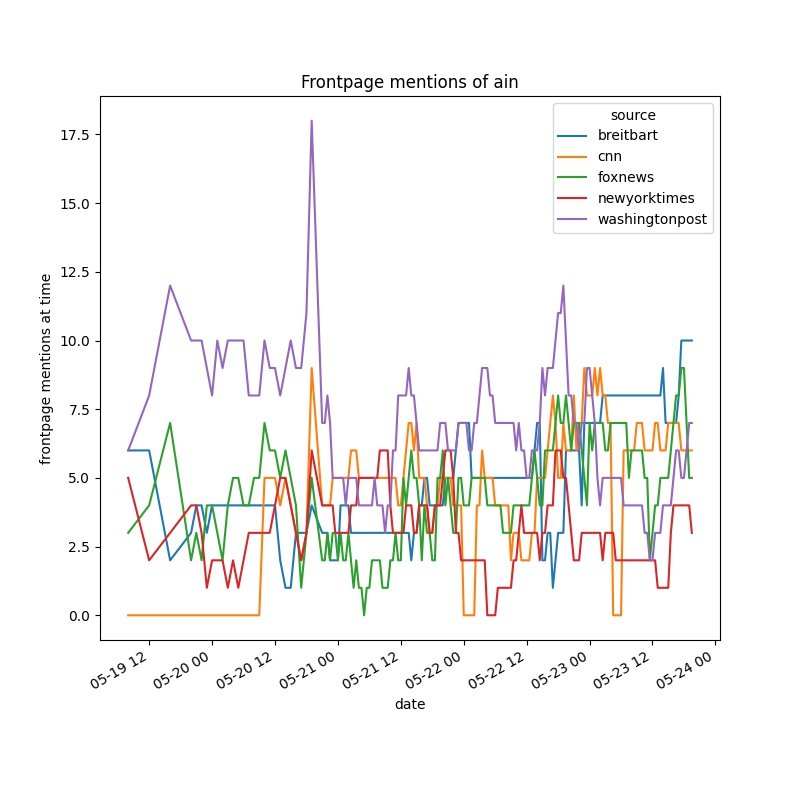 Frontpage mentions of ain
source
breitbart
cnn
foxnews
newyorktimes
washingtonpost
frontpage mentions at time
17.5
15.0
12.5
10.0
7.5
5.0
2.5
0.0
05-19 12
05-20 00
05-20 12
05-21 00
05-21 12
05-22 00
05-22 12
05-23 00
05-23 12
05-24 00
date